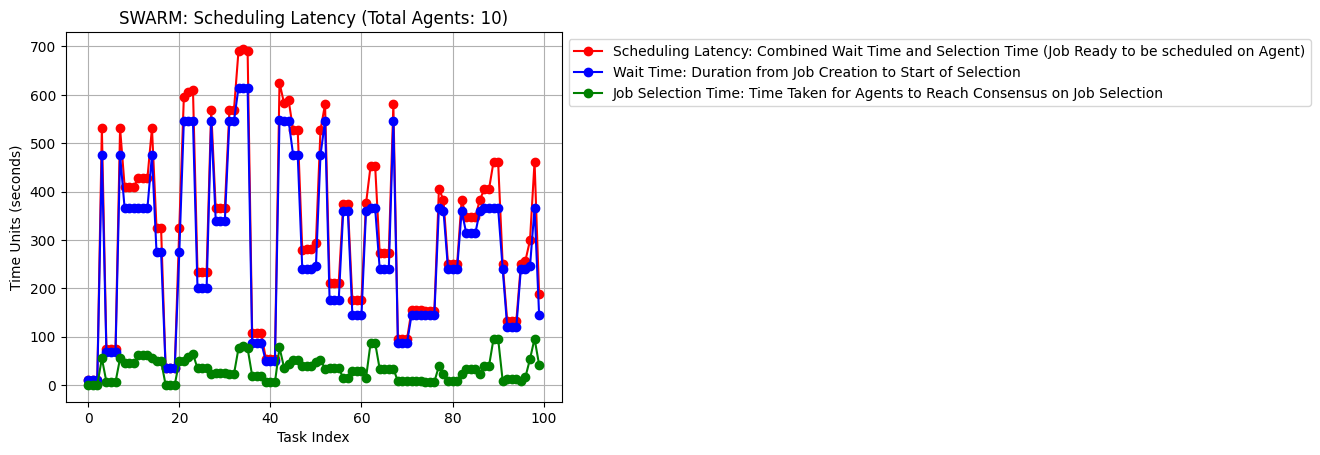 SWARM: Scheduling Latency (Total Agents: 10)
Scheduling Latency: Combined Wait Time and Selection Time (Job Ready to be scheduled on Agent)
Wait Time: Duration from Job Creation to Start of Selection
Job Selection Time: Time Taken for Agents to Reach Consensus on Job Selection
Time Units (seconds)
700
600
500
400
300
200
100
0
0 20 40 60 80 100
Task Index